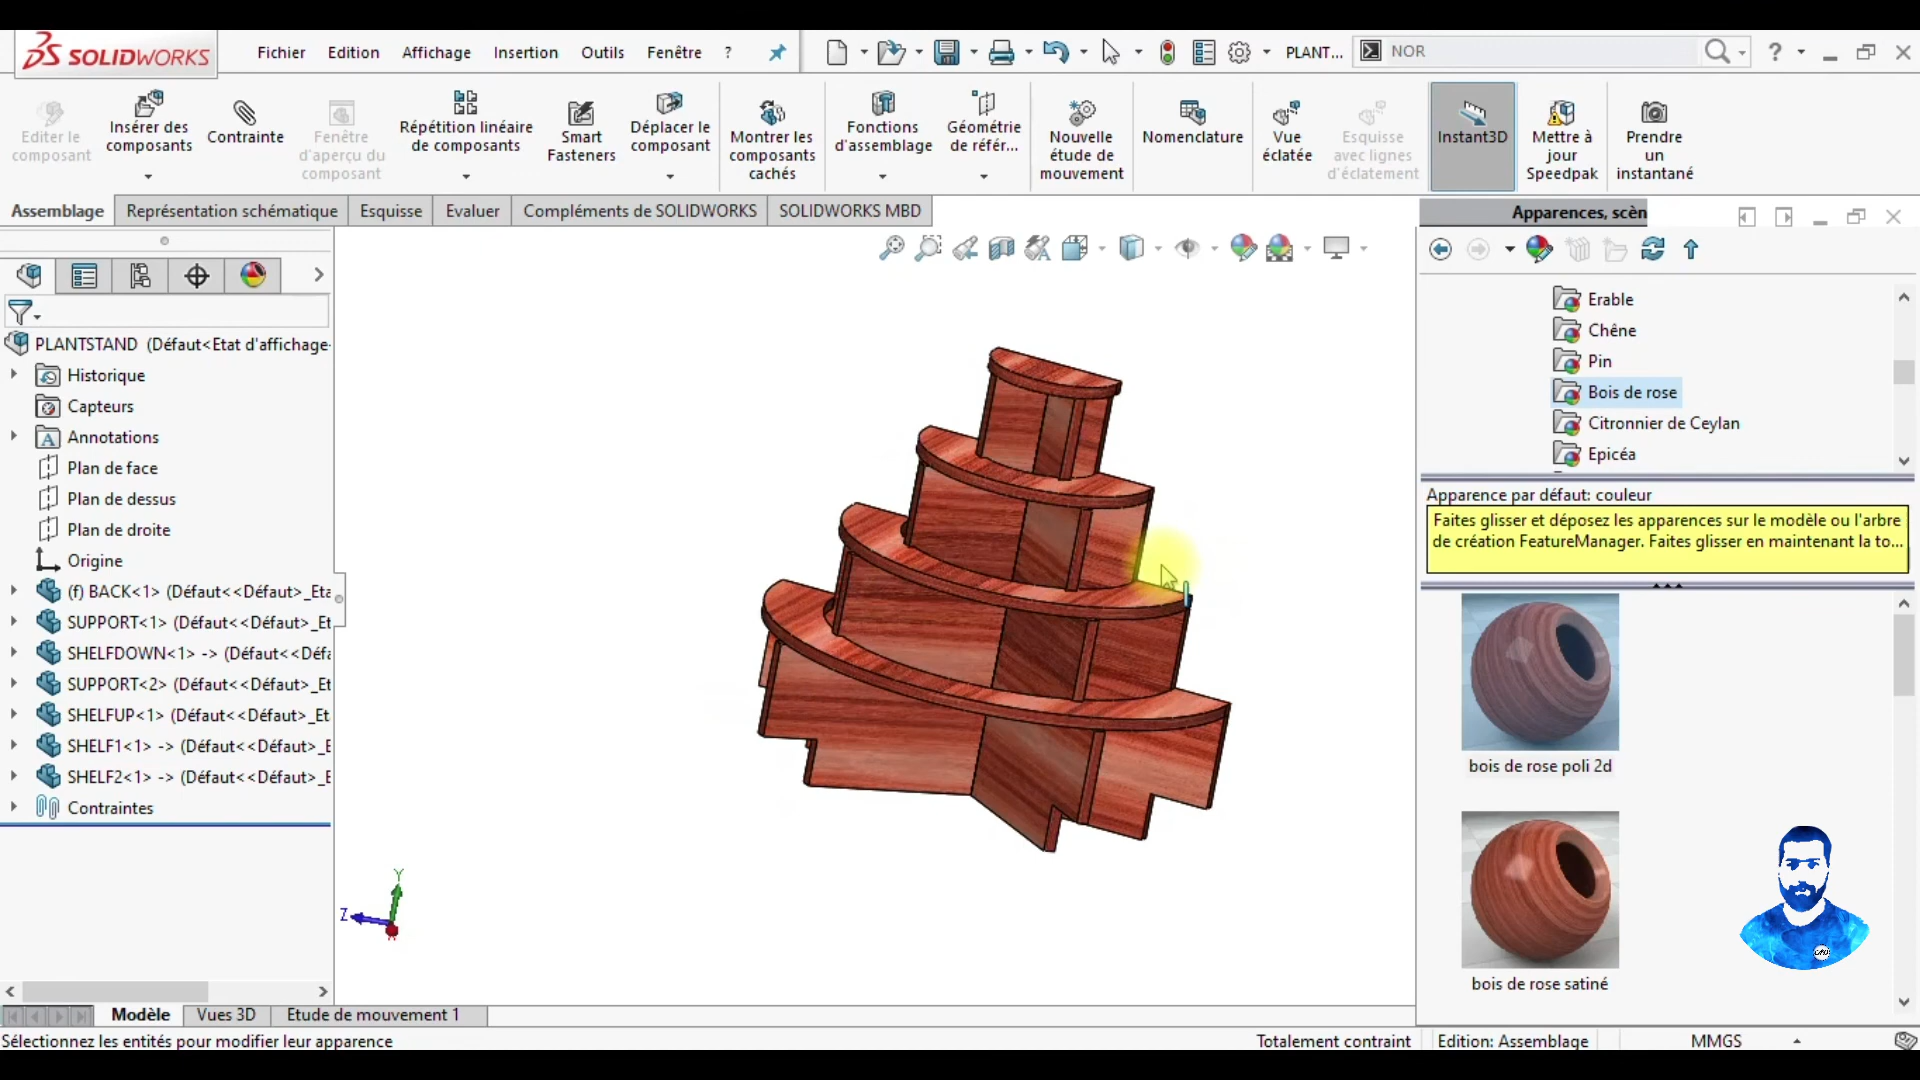 SOLIDWORKS
Fichier Edition Affichage Insertion Outils Fenêtre ? PLANT... NOR ?
Editer le
composant
Insérer des
composants
Contrainte
Fenêtre
d'aperçu du
composant
Répétition linéaire
de composants
Smart
Fasteners
Déplacer le
composant
Montrer les
composants
cachés
Fonctions
d'assemblage
Géométrie
de référ...
Nouvelle
étude de
mouvement
Nomenclature
Vue
éclatée
Esquisse
avec lignes
d'éclatement
Instant3D
Mettre à
jour
Speedpak
Prendre
un
instantané
Assemblage Représentation schématique Esquisse Evaluer Compléments de SOLIDWORKS SOLIDWORKS MBD
Apparences, scèn
PLANTSTAND (Défaut<Etat d'affichage-
Historique
Capteurs
Annotations
Plan de face
Plan de dessus
Plan de droite
Origine
(f) BACK<1> (Défaut<<Défaut>_Eta
SUPPORT<1> (Défaut<<Défaut>_Et
SHELFDOWN<1> -> (Défaut<<Défa
SUPPORT<2> (Défaut<<Défaut>_Et
SHELFUP<1> (Défaut<<Défaut>_Et
SHELF1<1> -> (Défaut<<Défaut>_E
SHELF2<1> -> (Défaut<<Défaut>_E
Contraintes
Y
Z
X
Erable
Chêne
Pin
Bois de rose
Citronnier de Ceylan
Epicéa
Apparence par défaut: couleur
Faites glisser et déposez les apparences sur le modèle ou l'arbre
de création FeatureManager. Faites glisser en maintenant la to...
bois de rose poli 2d
bois de rose satiné
CAD
Modèle Vues 3D Etude de mouvement 1
Sélectionnez les entités pour modifier leur apparence
Totalement contraint Edition: Assemblage MMGS